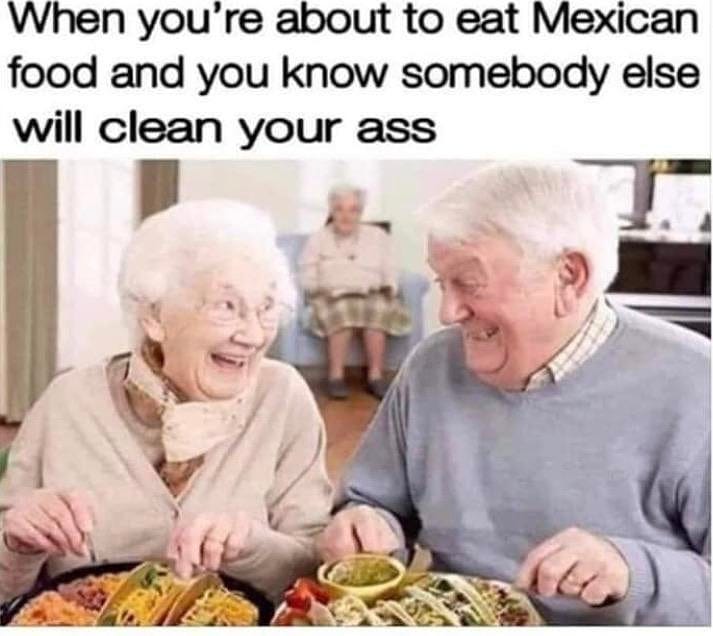 When you're about to eat Mexican
food and you know somebody else
will clean your ass